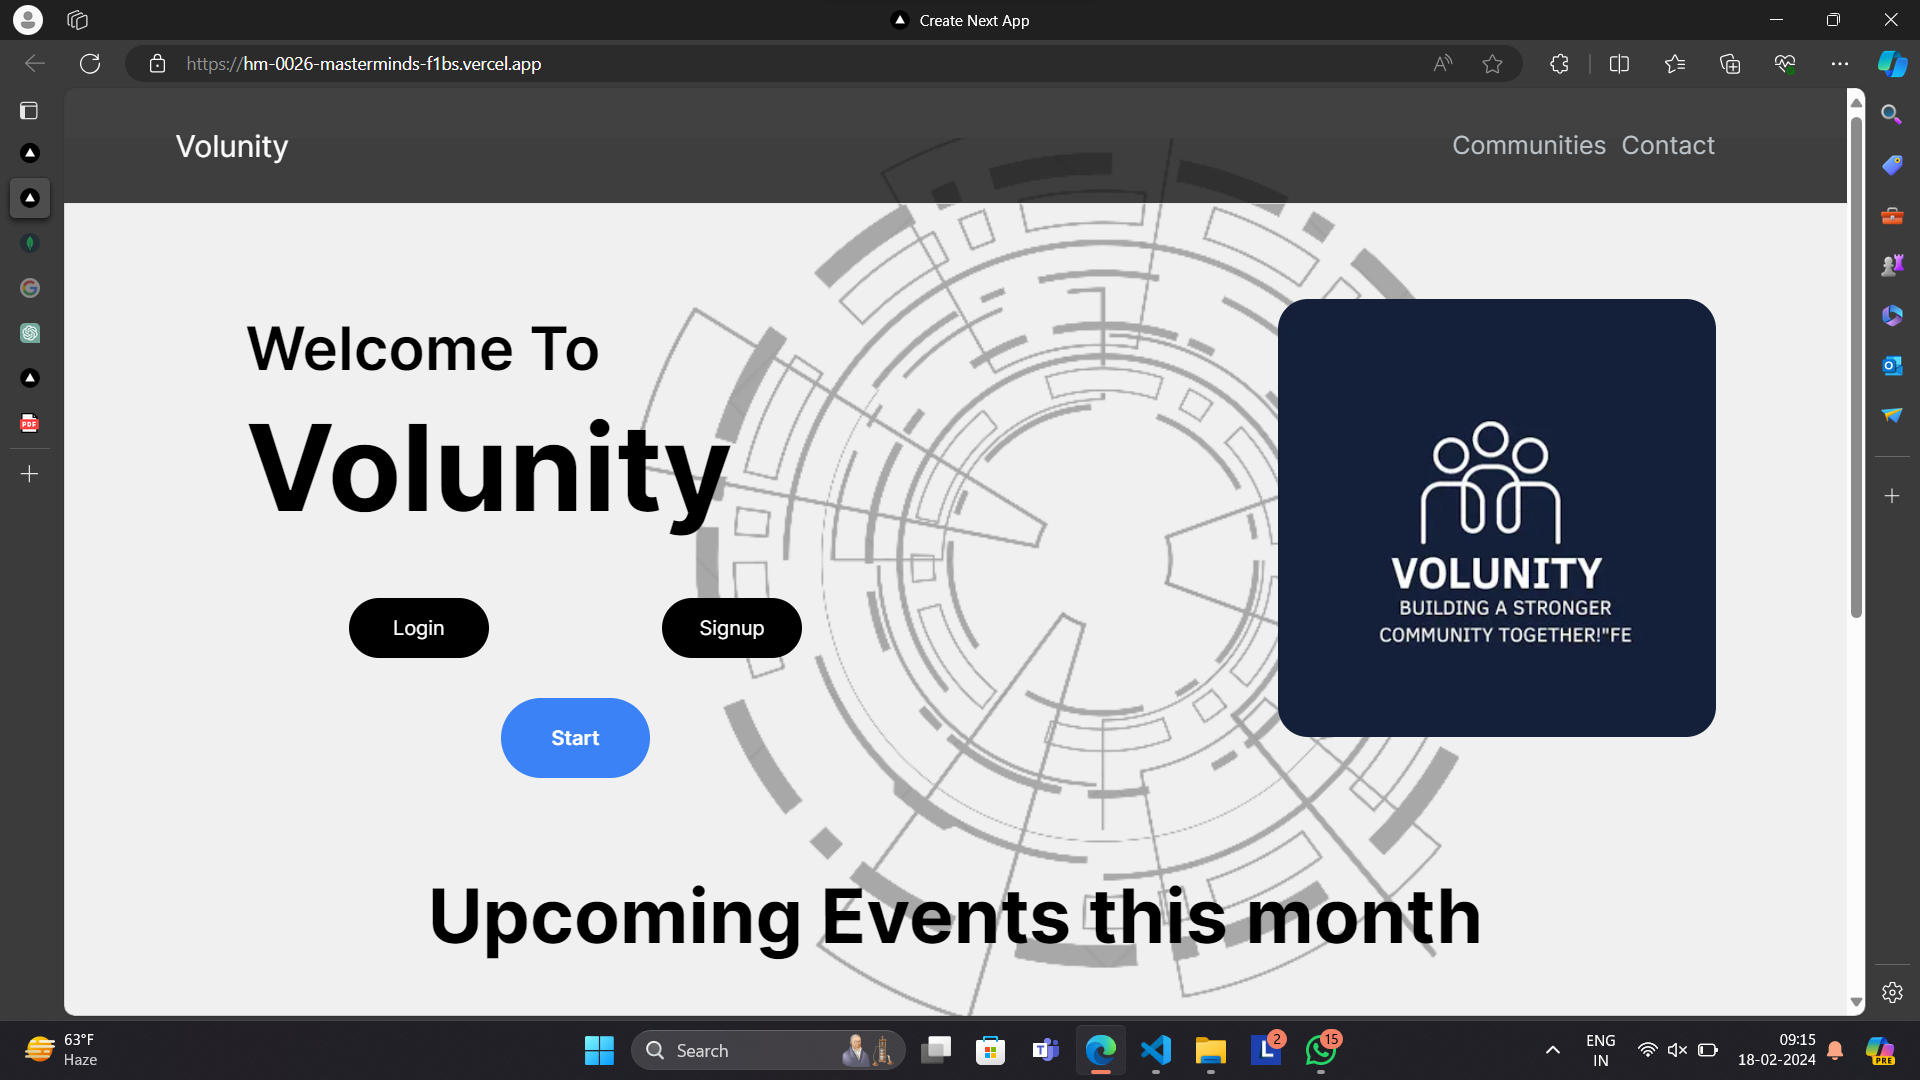 Create Next App
https://hm-0026-masterminds-f1bs.vercel.app
Volunity
Communities Contact
Welcome To
Volunity
Login
Signup
Start
VOLUNITY
BUILDING A STRONGER
COMMUNITY TOGETHER!"FE
Upcoming Events this month
PDF
63°F
Haze
Search
2
15
ENG
IN
09:15
18-02-2024
PRE